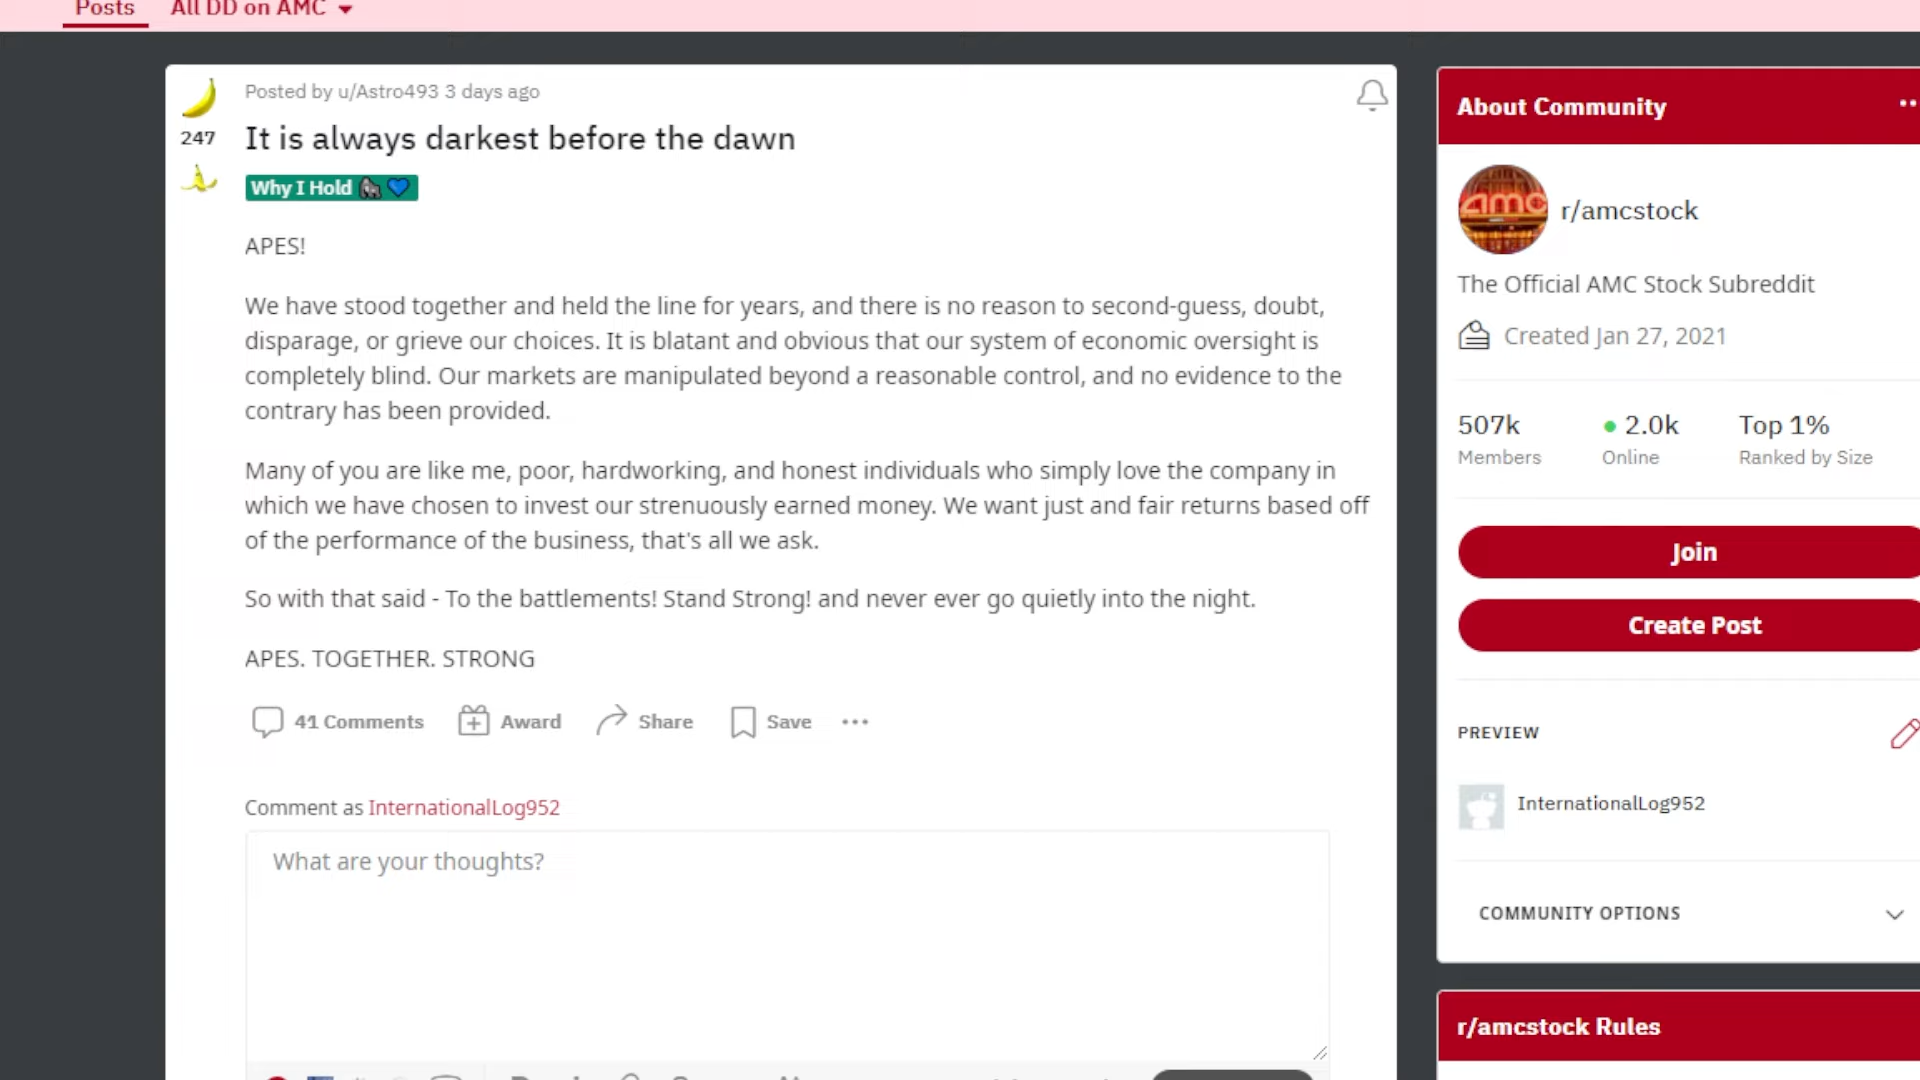 Posts All DD on AMC
Posted by u/Astro493 3 days ago
247
It is always darkest before the dawn
Why I Hold 🦍💙
APES!
We have stood together and held the line for years, and there is no reason to second-guess, doubt,
disparage, or grieve our choices. It is blatant and obvious that our system of economic oversight is
completely blind. Our markets are manipulated beyond a reasonable control, and no evidence to the
contrary has been provided.
Many of you are like me, poor, hardworking, and honest individuals who simply love the company in
which we have chosen to invest our strenuously earned money. We want just and fair returns based off
of the performance of the business, that's all we ask.
So with that said - To the battlements! Stand Strong! and never ever go quietly into the night.
APES. TOGETHER. STRONG
41 Comments Award Share Save
Comment as InternationalLog952
What are your thoughts?
About Community
amc
r/amcstock
The Official AMC Stock Subreddit
Created Jan 27, 2021
507k 2.0k Top 1%
Members Online Ranked by Size
Join
Create Post
PREVIEW
InternationalLog952
COMMUNITY OPTIONS
r/amcstock Rules